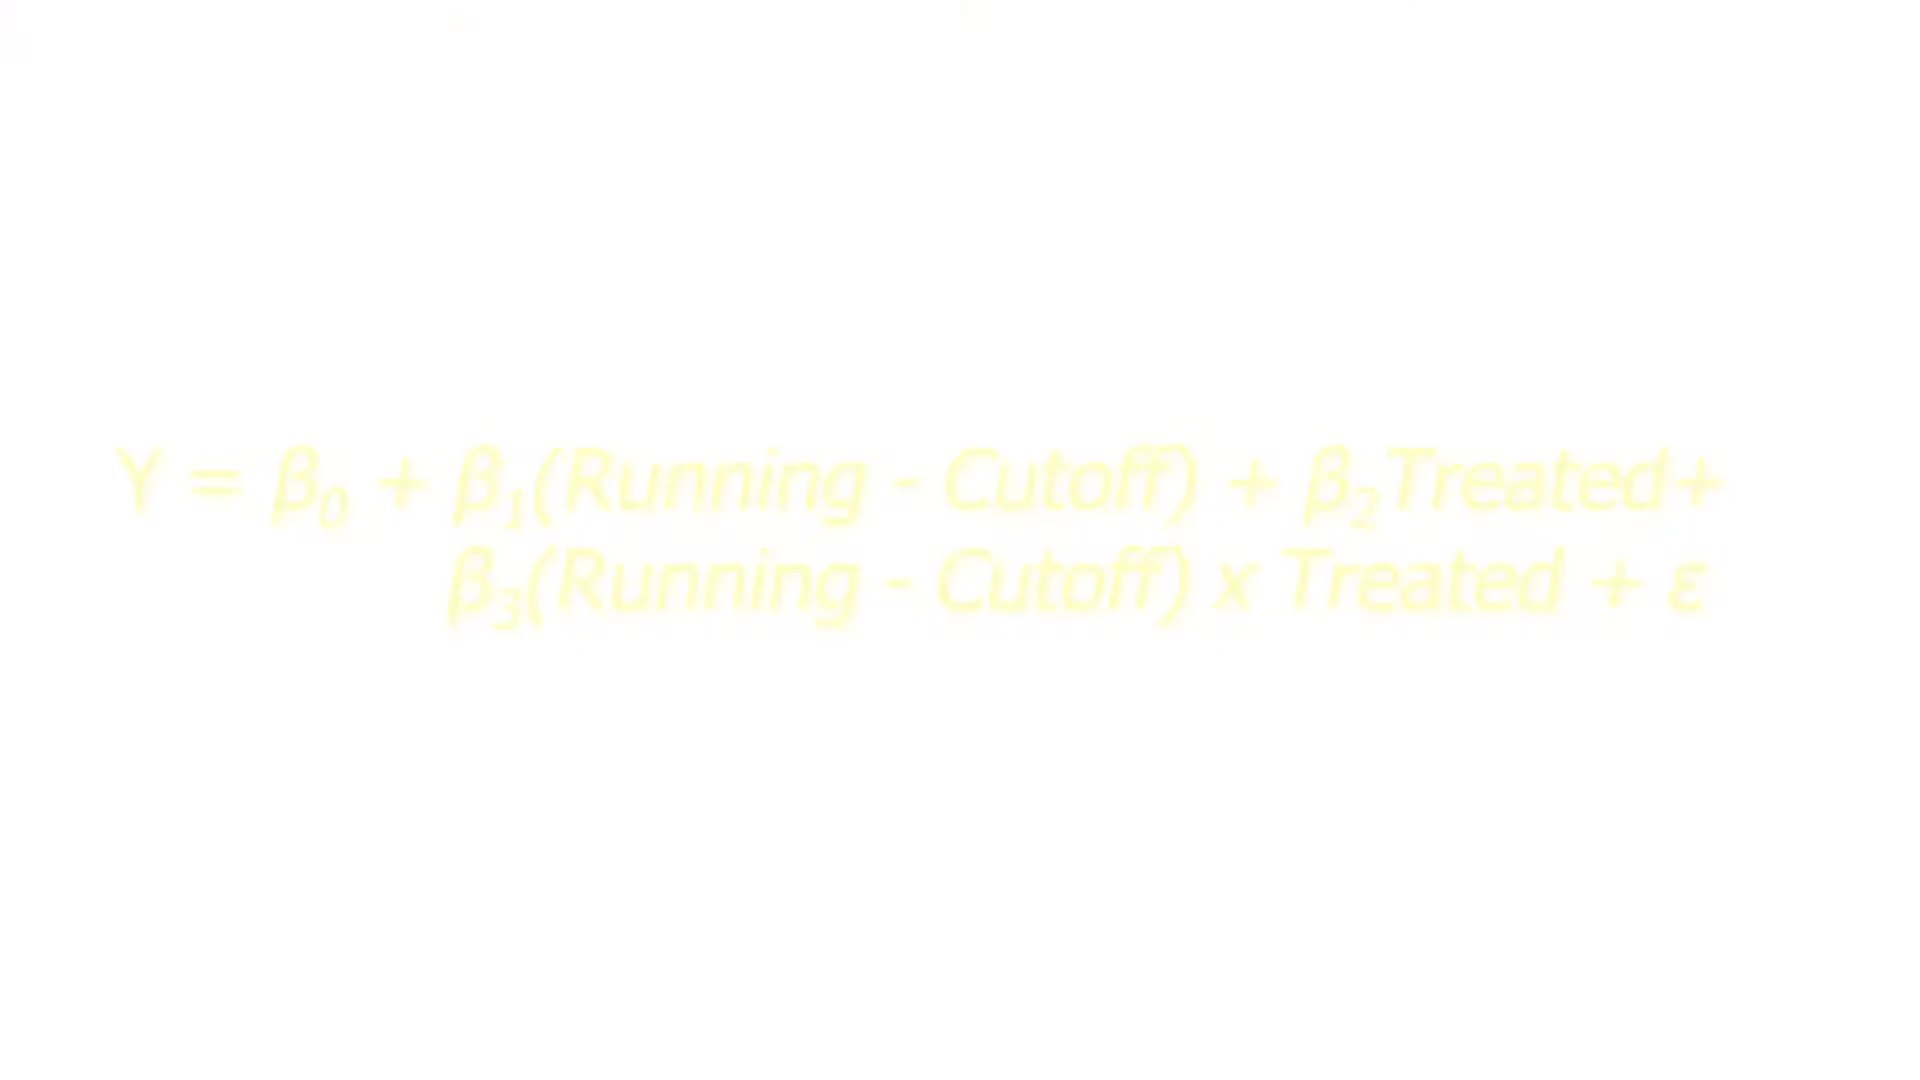 Y = β₀ + β₁(Running - Cutoff) + β₂Treated+
β₃(Running - Cutoff) x Treated + ε